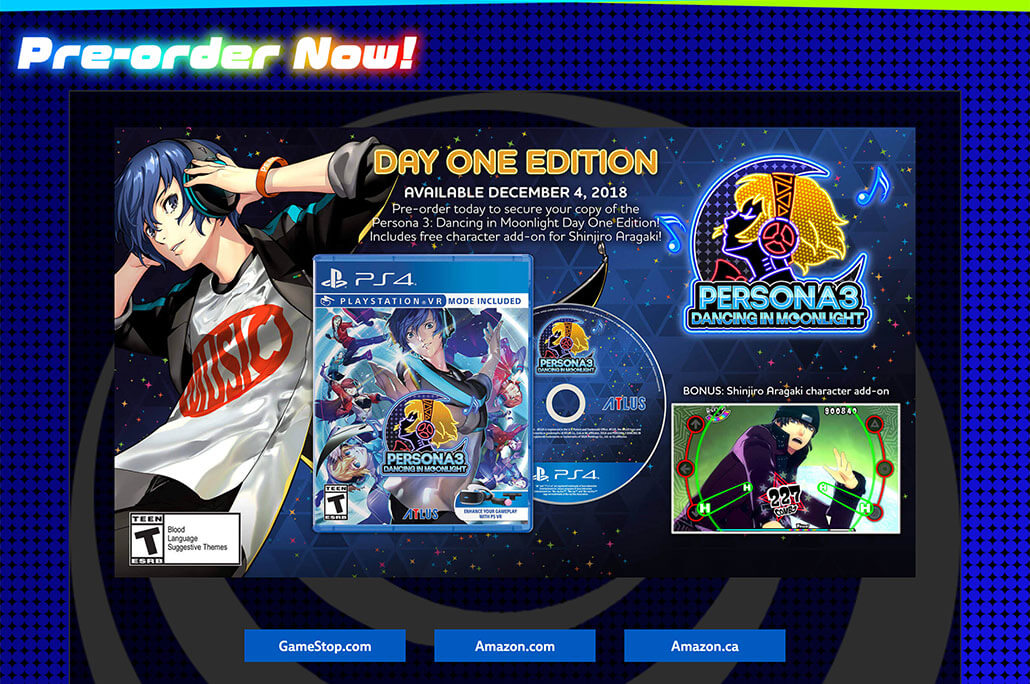 Pre-order Now!
DAY ONE EDITION
AVAILABLE DECEMBER 4, 2018
Pre-order today to secure your copy of the
Persona 3: Dancing in Moonlight Day One Edition!
Includes free character add-on for Shinjiro Aragaki!
PERSONA3
DANCING IN MOONLIGHT
MUSIC
PS4
PLAYSTATION VR MODE INCLUDED
PERSONA3
DANCING IN MOONLIGHT
TEEN
T
ESRB
ATLUS
ENHANCE YOUR GAMEPLAY
WITH PS VR
PERSONA3
DANCING IN MOONLIGHT
ATLUS
PS4
BONUS: Shinjiro Aragaki character add-on
900840
H
H
H
227
COMBO
TEEN
T
ESRB
Blood
Language
Suggestive Themes
GameStop.com
Amazon.com
Amazon.ca